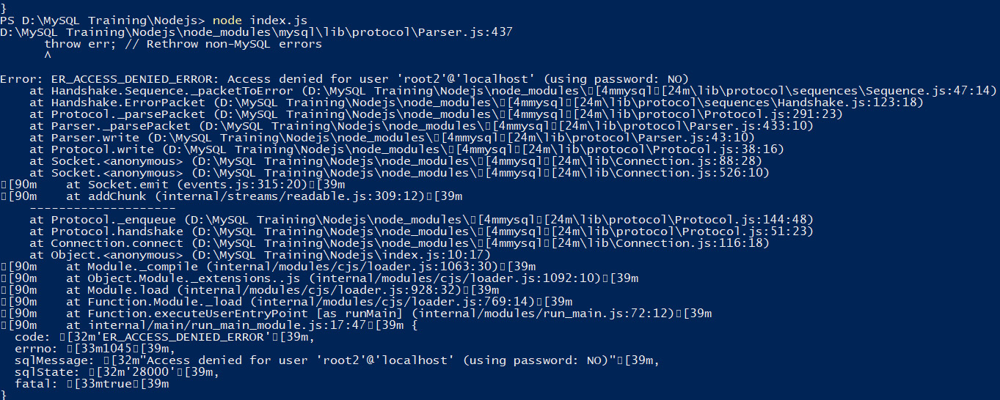 }
PS D:\MySQL Training\Nodejs> node index.js
D:\MySQL Training\Nodejs\node_modules\mysql\lib\protocol\Parser.js:437
      throw err; // Rethrow non-MySQL errors
      ^

Error: ER_ACCESS_DENIED_ERROR: Access denied for user 'root2'@'localhost' (using password: NO)
    at Handshake.Sequence._packetToError (D:\MySQL Training\Nodejs\node_modules\▯[4mmysql▯[24m\lib\protocol\sequences\Sequence.js:47:14)
    at Handshake.ErrorPacket (D:\MySQL Training\Nodejs\node_modules\▯[4mmysql▯[24m\lib\protocol\sequences\Handshake.js:123:18)
    at Protocol._parsePacket (D:\MySQL Training\Nodejs\node_modules\▯[4mmysql▯[24m\lib\protocol\Protocol.js:291:23)
    at Parser._parsePacket (D:\MySQL Training\Nodejs\node_modules\▯[4mmysql▯[24m\lib\protocol\Parser.js:433:10)
    at Parser.write (D:\MySQL Training\Nodejs\node_modules\▯[4mmysql▯[24m\lib\protocol\Parser.js:43:10)
    at Protocol.write (D:\MySQL Training\Nodejs\node_modules\▯[4mmysql▯[24m\lib\protocol\Protocol.js:38:16)
    at Socket.<anonymous> (D:\MySQL Training\Nodejs\node_modules\▯[4mmysql▯[24m\lib\Connection.js:88:28)
    at Socket.<anonymous> (D:\MySQL Training\Nodejs\node_modules\▯[4mmysql▯[24m\lib\Connection.js:526:10)
▯[90m    at Socket.emit (events.js:315:20)▯[39m
▯[90m    at addChunk (internal/streams/readable.js:309:12)▯[39m
    --------------------
    at Protocol._enqueue (D:\MySQL Training\Nodejs\node_modules\▯[4mmysql▯[24m\lib\protocol\Protocol.js:144:48)
    at Protocol.handshake (D:\MySQL Training\Nodejs\node_modules\▯[4mmysql▯[24m\lib\protocol\Protocol.js:51:23)
    at Connection.connect (D:\MySQL Training\Nodejs\node_modules\▯[4mmysql▯[24m\lib\Connection.js:116:18)
    at Object.<anonymous> (D:\MySQL Training\Nodejs\index.js:10:17)
▯[90m    at Module._compile (internal/modules/cjs/loader.js:1063:30)▯[39m
▯[90m    at Object.Module._extensions..js (internal/modules/cjs/loader.js:1092:10)▯[39m
▯[90m    at Module.load (internal/modules/cjs/loader.js:928:32)▯[39m
▯[90m    at Function.Module._load (internal/modules/cjs/loader.js:769:14)▯[39m
▯[90m    at Function.executeUserEntryPoint [as runMain] (internal/modules/run_main.js:72:12)▯[39m
▯[90m    at internal/main/run_main_module.js:17:47▯[39m {
  code: ▯[32m'ER_ACCESS_DENIED_ERROR'▯[39m,
  errno: ▯[33m1045▯[39m,
  sqlMessage: ▯[32m"Access denied for user 'root2'@'localhost' (using password: NO)"▯[39m,
  sqlState: ▯[32m'28000'▯[39m,
  fatal: ▯[33mtrue▯[39m
}